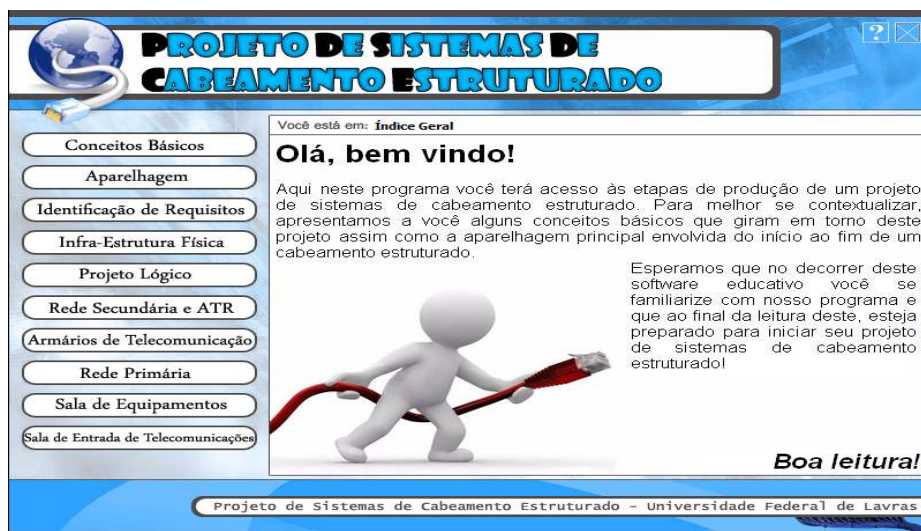 PROJETO DE SISTEMAS DE
CABEAMENTO ESTRUTURADO
?
Você está em: Índice Geral
Conceitos Básicos
Aparelhagem
Identificação de Requisitos
Infra-Estrutura Física
Projeto Lógico
Rede Secundária e ATR
Armários de Telecomunicação
Rede Primária
Sala de Equipamentos
Sala de Entrada de Telecomunicações
Olá, bem vindo!
Aqui neste programa você terá acesso às etapas de produção de um projeto
de sistemas de cabeamento estruturado. Para melhor se contextualizar,
apresentamos a você alguns conceitos básicos que giram em torno deste
projeto assim como a aparelhagem principal envolvida do início ao fim de um
cabeamento estruturado.
Esperamos que no decorrer deste
software educativo você se
familiarize com nosso programa e
que ao final da leitura deste, esteja
preparado para iniciar seu projeto
de sistemas de cabeamento
estruturado!
Boa leitura!
Projeto de Sistemas de Cabeamento Estruturado - Universidade Federal de Lavras